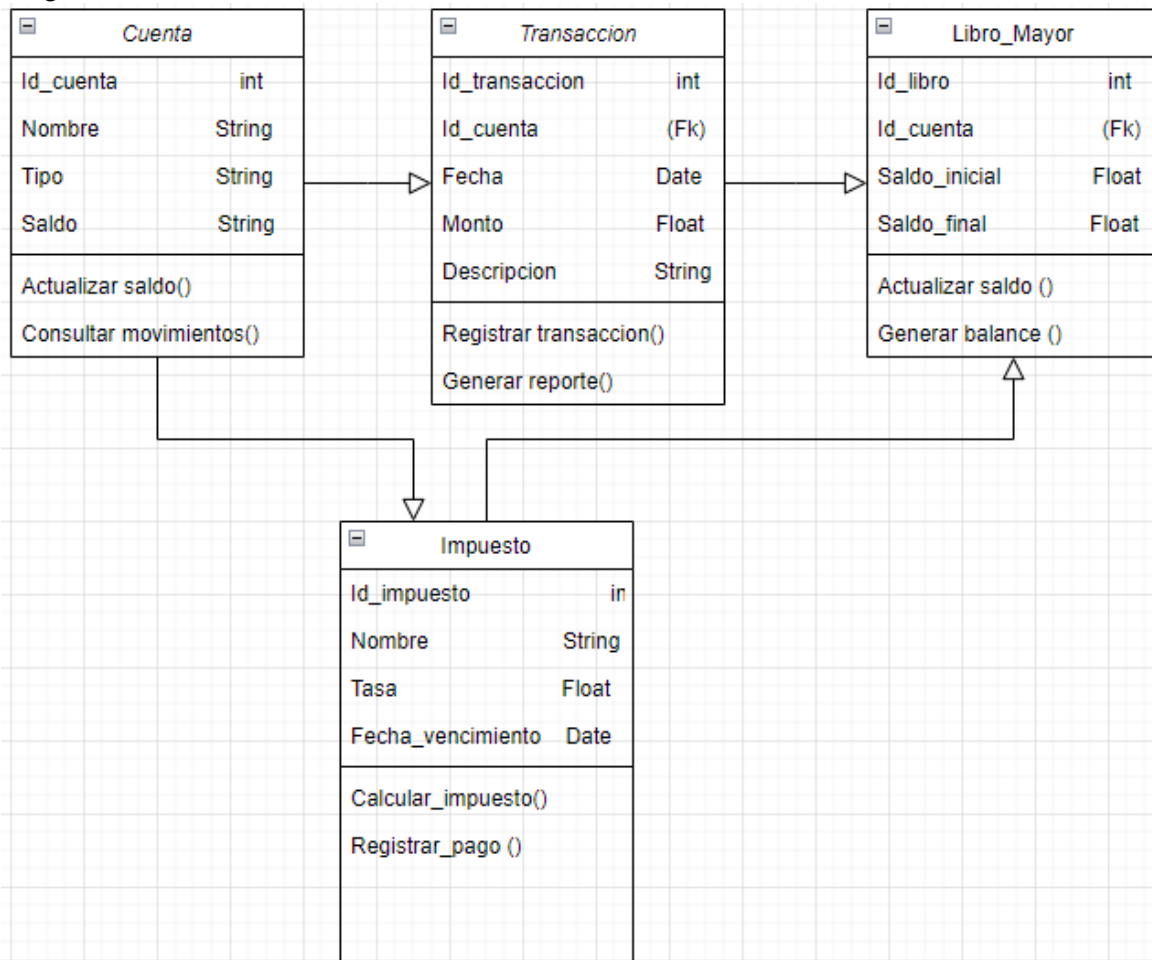 Cuenta
Id_cuenta int
Nombre String
Tipo String
Saldo String
Actualizar saldo()
Consultar movimientos()
Transaccion
Id_transaccion int
Id_cuenta (Fk)
Fecha Date
Monto Float
Descripcion String
Registrar transaccion()
Generar reporte()
Libro_Mayor
Id_libro int
Id_cuenta (Fk)
Saldo_inicial Float
Saldo_final Float
Actualizar saldo ()
Generar balance ()
Impuesto
Id_impuesto in
Nombre String
Tasa Float
Fecha_vencimiento Date
Calcular_impuesto()
Registrar_pago ()